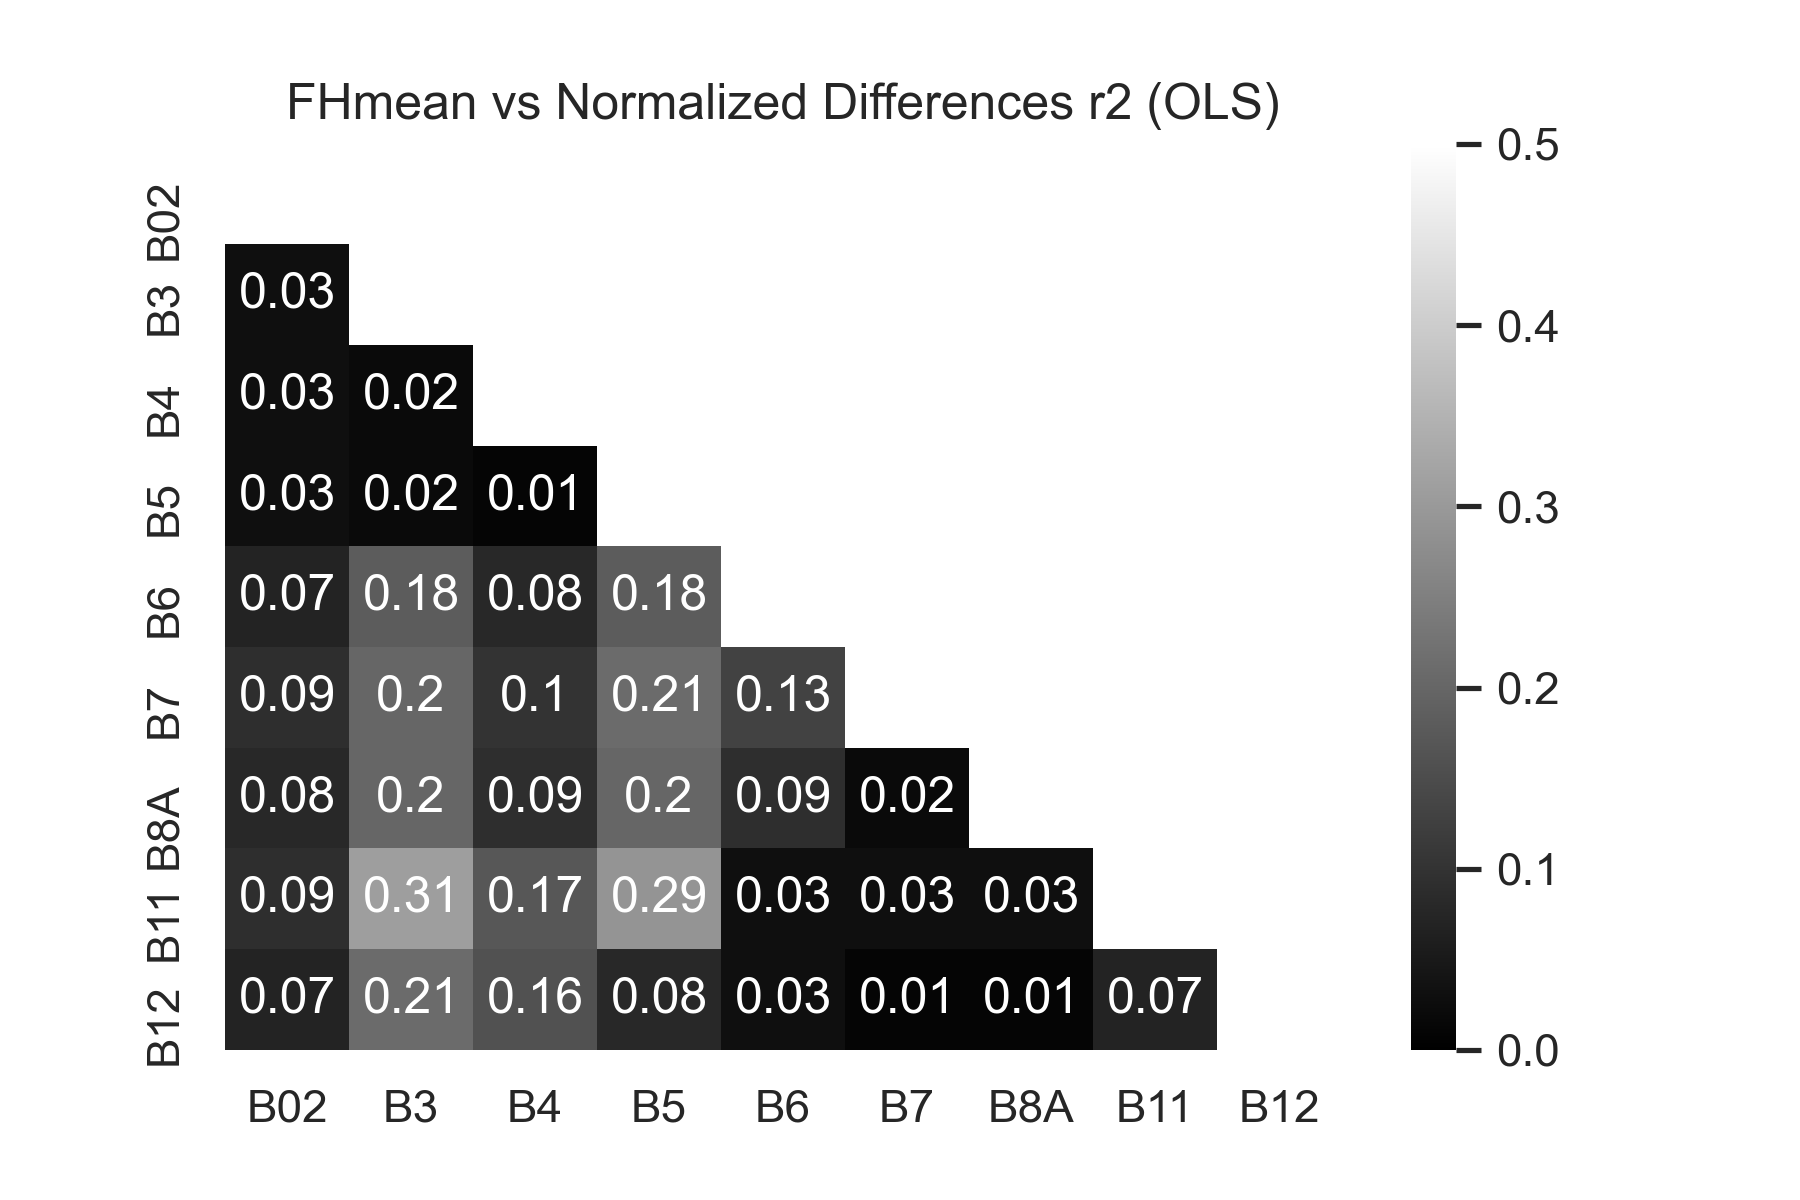 FHmean vs Normalized Differences r2 (OLS)
B02
B3 0.03
B4 0.03 0.02
B5 0.03 0.02 0.01
B6 0.07 0.18 0.08 0.18
B7 0.09 0.2 0.1 0.21 0.13
B8A 0.08 0.2 0.09 0.2 0.09 0.02
B11 0.09 0.31 0.17 0.29 0.03 0.03 0.03
B12 0.07 0.21 0.16 0.08 0.03 0.01 0.01 0.07
B02 B3 B4 B5 B6 B7 B8A B11 B12
0.5
0.4
0.3
0.2
0.1
0.0